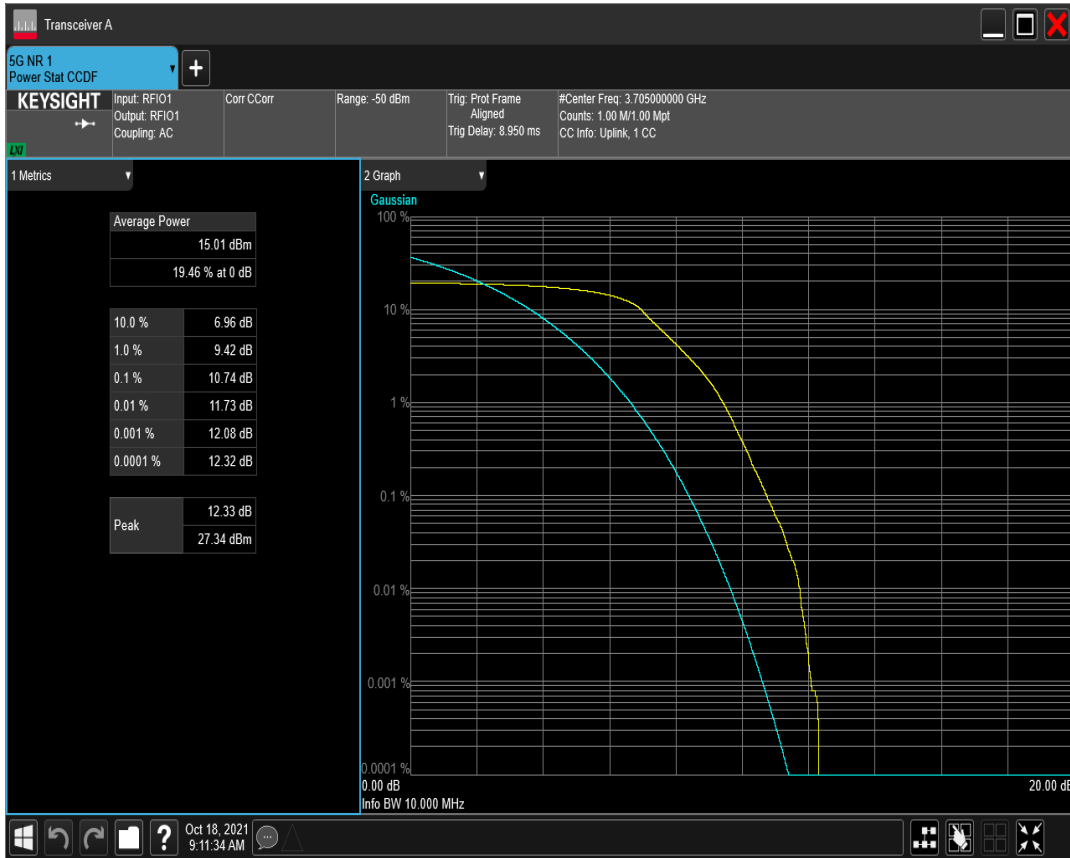 Transceiver A
5G NR 1
Power Stat CCDF
KEYSIGHT
LXI
Input: RFIO1
Output: RFIO1
Coupling: AC
Corr CCorr
Range: -50 dBm
Trig: Prot Frame
Aligned
Trig Delay: 8.950 ms
#Center Freq: 3.705000000 GHz
Counts: 1.00 M/1.00 Mpt
CC Info: Uplink, 1 CC
1 Metrics
Average Power
15.01 dBm
19.46 % at 0 dB
10.0 % 6.96 dB
1.0 % 9.42 dB
0.1 % 10.74 dB
0.01 % 11.73 dB
0.001 % 12.08 dB
0.0001 % 12.32 dB
Peak
12.33 dB
27.34 dBm
2 Graph
Gaussian
100 %
10 %
1 %
0.1 %
0.01 %
0.001 %
0.0001 %
0.00 dB
20.00 dB
Info BW 10.000 MHz
?
Oct 18, 2021
9:11:34 AM